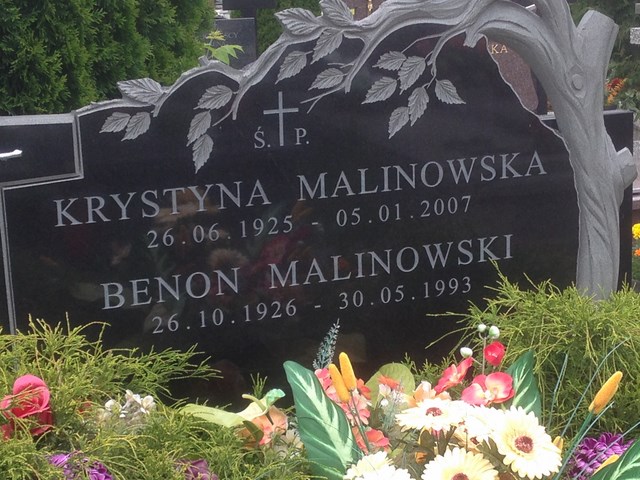 Ś. P.
KRYSTYNA MALINOWSKA
26.06.1925 - 05.01.2007
BENON MALINOWSKI
26.10.1926 - 30.05.1993